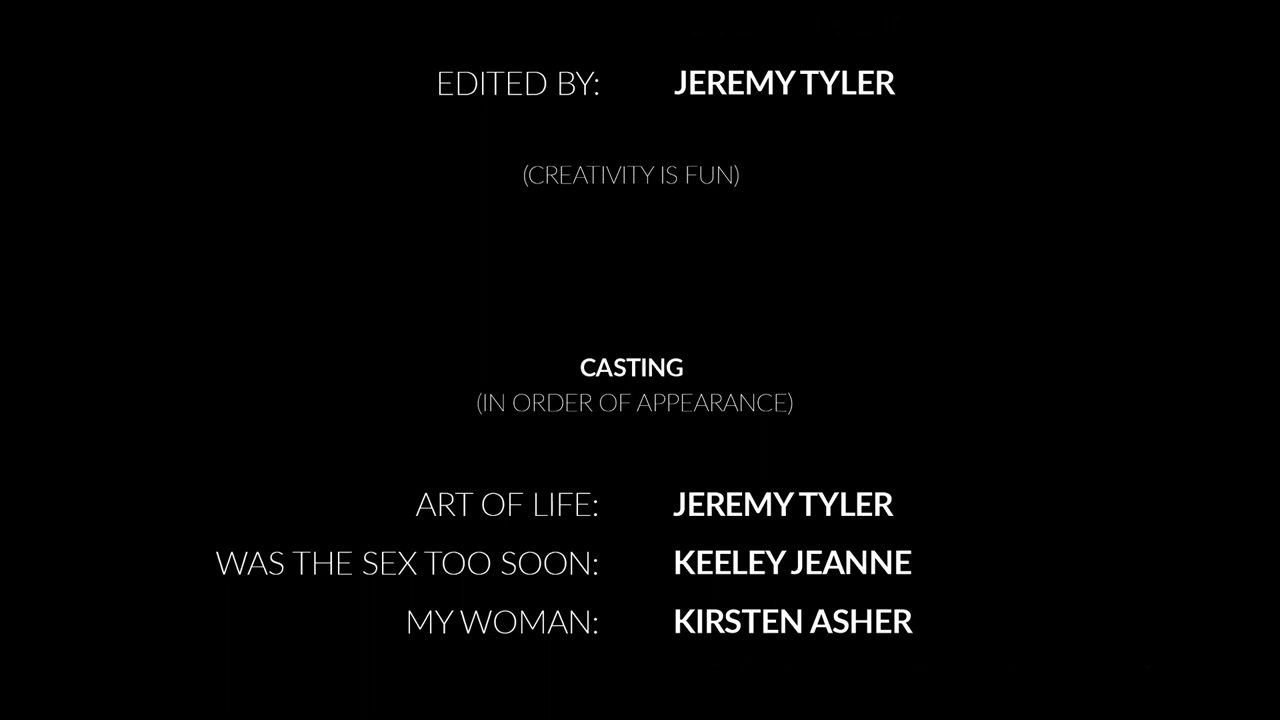 EDITED BY: JEREMY TYLER
(CREATIVITY IS FUN)
CASTING
(IN ORDER OF APPEARANCE)
ART OF LIFE: JEREMY TYLER
WAS THE SEX TOO SOON: KEELEY JEANNE
MY WOMAN: KIRSTEN ASHER